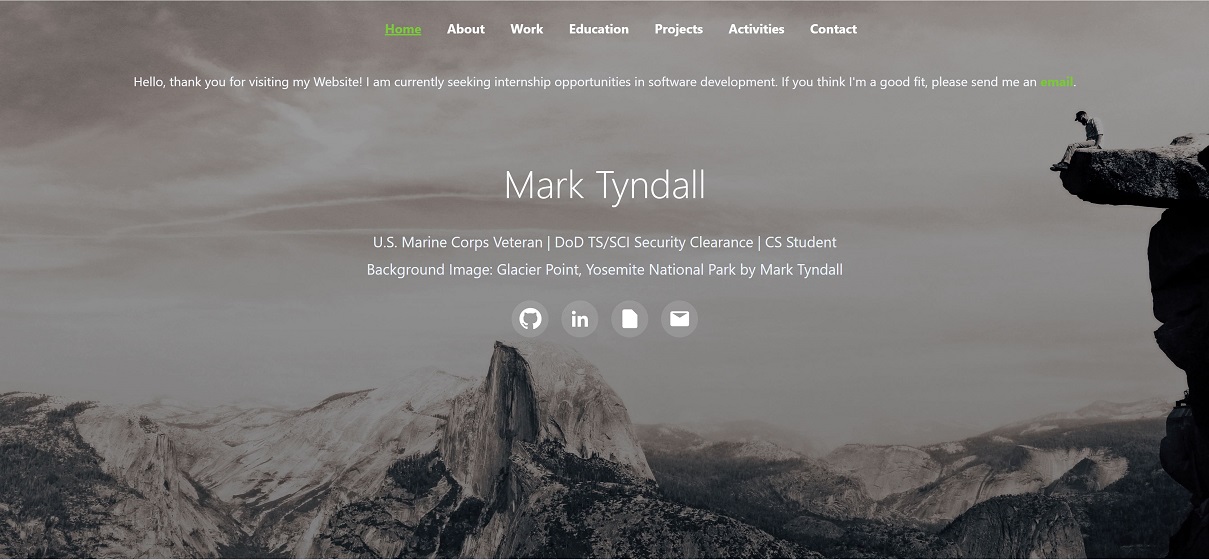 Home About Work Education Projects Activities Contact
Hello, thank you for visiting my Website! I am currently seeking internship opportunities in software development. If you think I'm a good fit, please send me an email.
Mark Tyndall
U.S. Marine Corps Veteran | DoD TS/SCI Security Clearance | CS Student
Background Image: Glacier Point, Yosemite National Park by Mark Tyndall
in